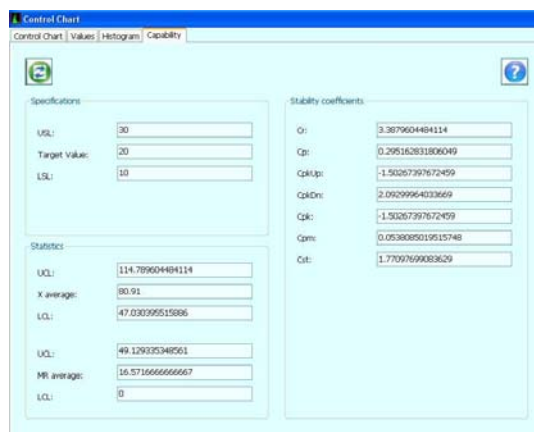 Control Chart
Control Chart Values Histogram Capability
Specifications
USL: 30
Target Value: 20
LSL: 10
Statistics
UCL: 114.789604484114
X average: 80.91
LCL: 47.030395515886
UCL: 49.129335348561
MR average: 16.5716666666667
LCL: 0
Stability coefficients
Cr: 3.3879604484114
Cp: 0.295162831806049
CpkUp: -1.50267397672459
CpkDn: 2.09299964033669
Cpk: -1.50267397672459
Cpm: 0.0538085019515748
Cst: 1.77097699083629